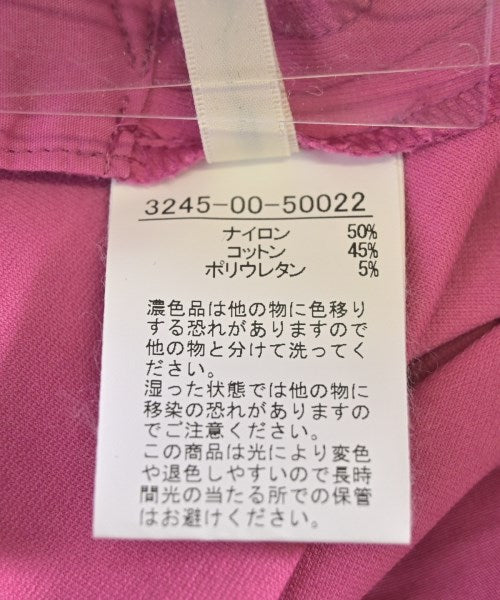 3245-00-50022
ナイロン 50%
コットン 45%
ポリウレタン 5%
濃色品は他の物に色移り
する恐れがありますので
他の物と分けて洗ってく
ださい。
湿った状態では他の物に
移染の恐れがありますの
でご注意ください。
この商品は光により変色
や退色しやすいので長時
間光の当たる所での保管
はお避けください。